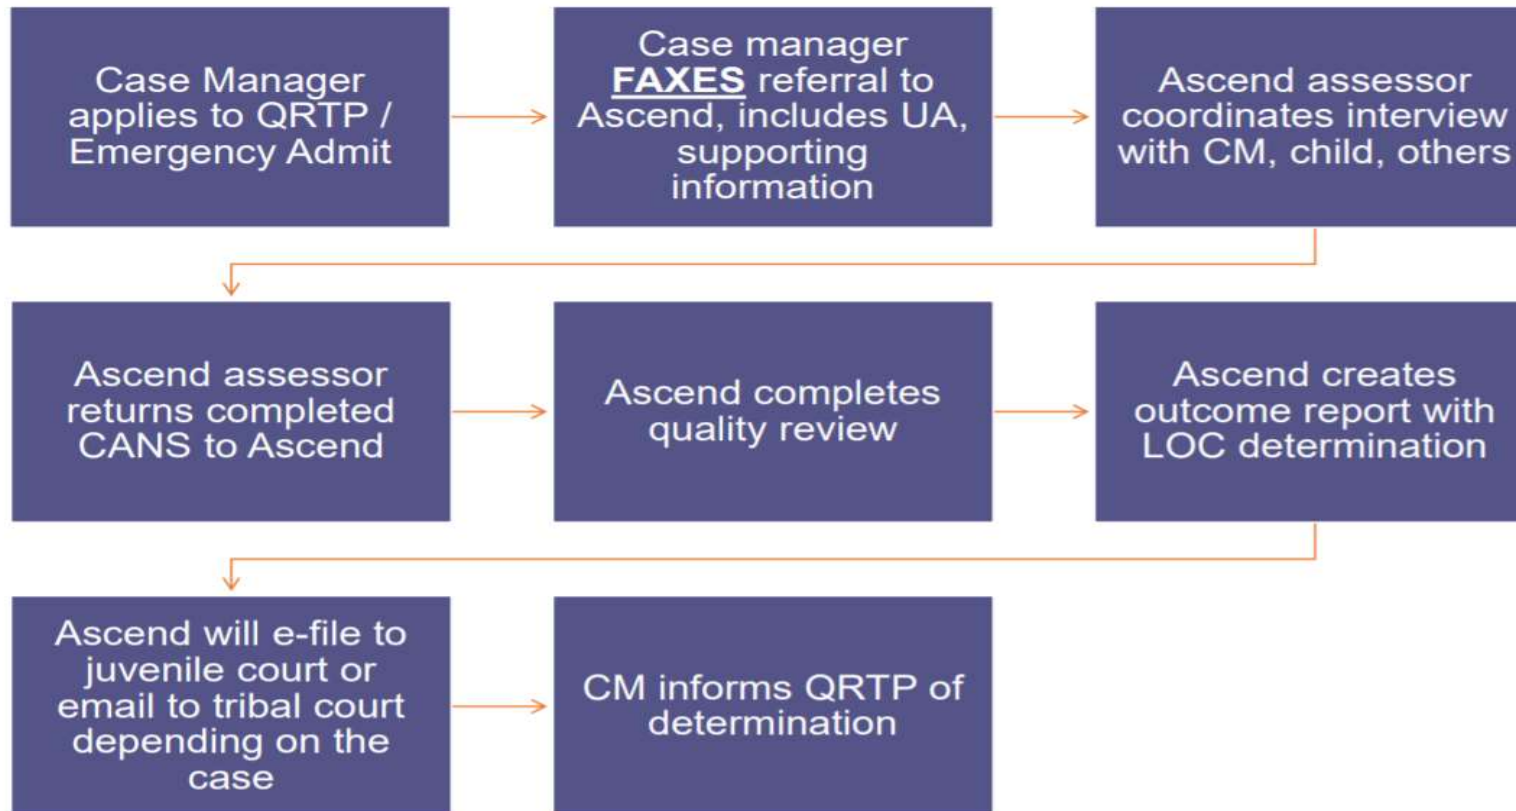 Case Manager
applies to QRTP /
Emergency Admit
Case manager
FAXES referral to
Ascend, includes UA,
supporting
information
Ascend assessor
coordinates interview
with CM, child, others
Ascend assessor
returns completed
CANS to Ascend
Ascend completes
quality review
Ascend creates
outcome report with
LOC determination
Ascend will e-file to
juvenile court or
email to tribal court
depending on the
case
CM informs QRTP of
determination